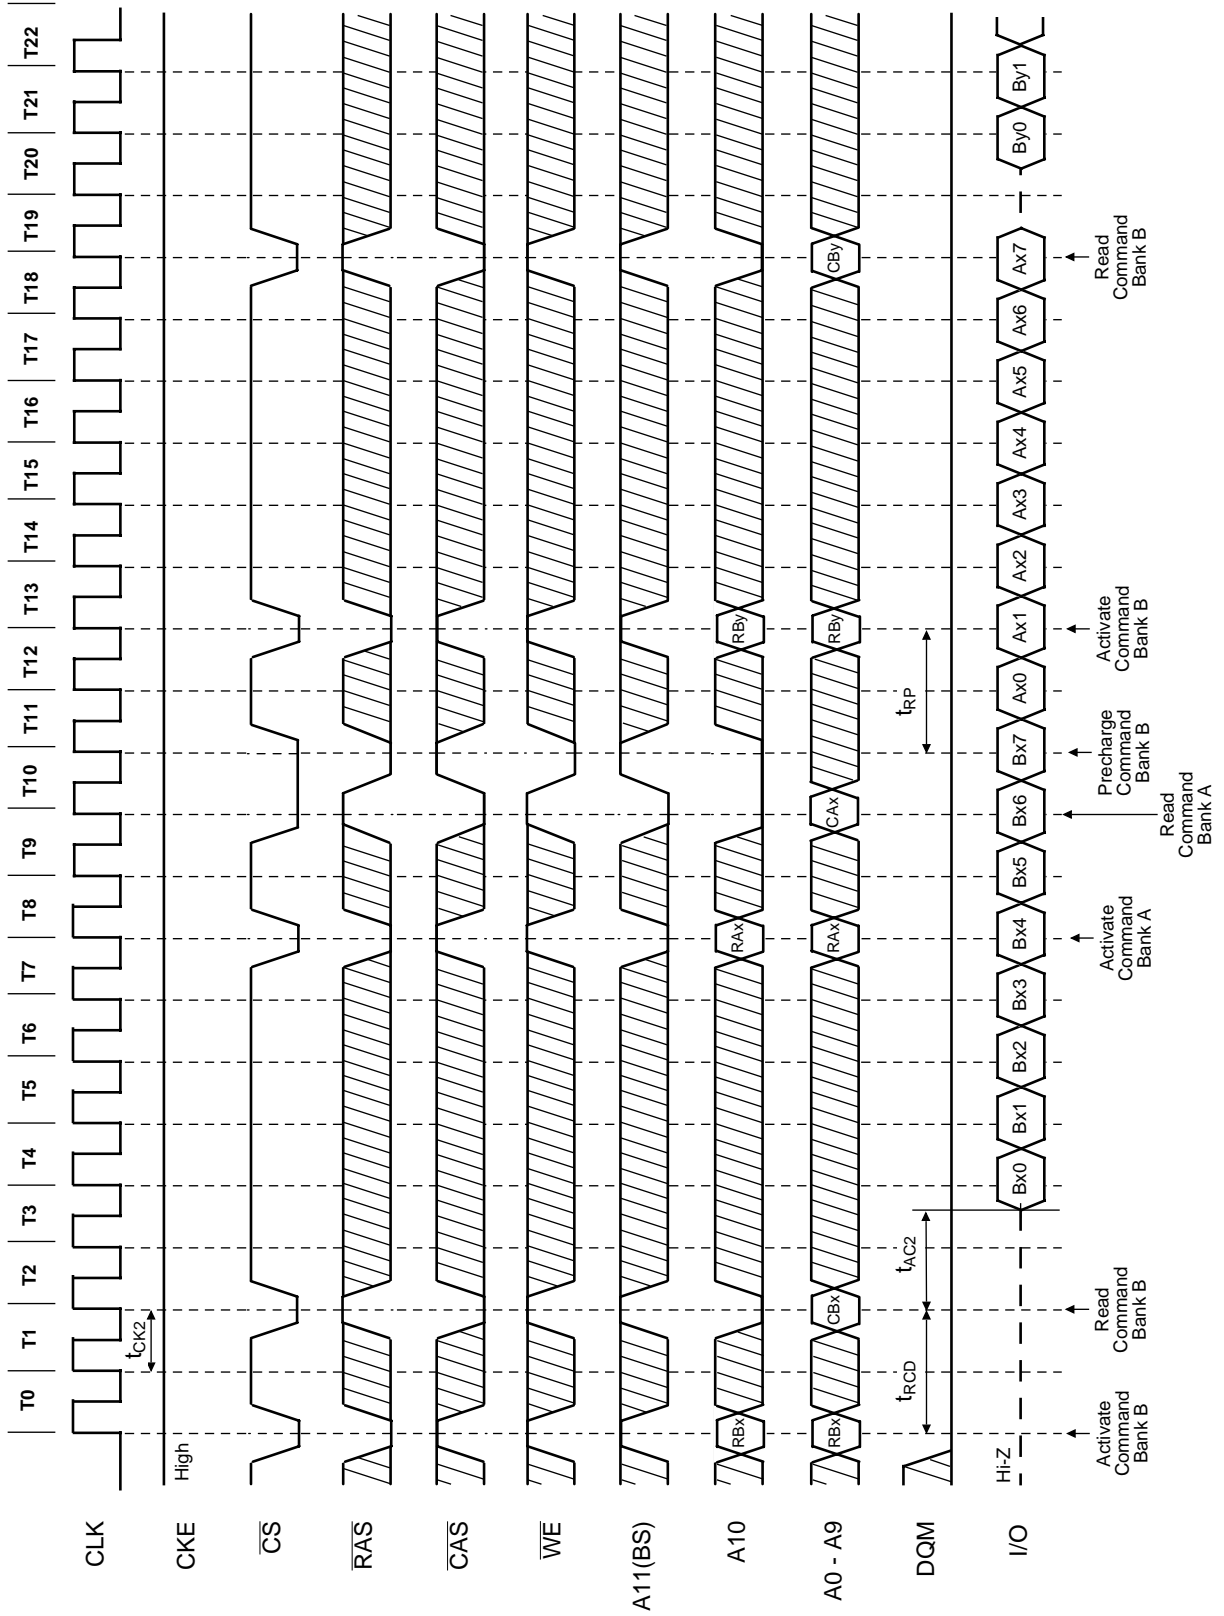 T0 T1 T2 T3 T4 T5 T6 T7 T8 T9 T10 T11 T12 T13 T14 T15 T16 T17 T18 T19 T20 T21 T22
CLK
tCK2
CKE
High
CS
RAS
CAS
WE
A11(BS)
A10
RBx RAx RBy
A0 - A9
RBx CBx RAx CAx RBy CBy
DQM
tRCD tAC2 tRP
I/O
Hi-Z
Bx0 Bx1 Bx2 Bx3 Bx4 Bx5 Bx6 Bx7 Ax0 Ax1 Ax2 Ax3 Ax4 Ax5 Ax6 Ax7 By0 By1
Activate
Command
Bank B
Read
Command
Bank B
Activate
Command
Bank A
Read
Command
Bank A
Precharge
Command
Bank B
Activate
Command
Bank B
Read
Command
Bank B